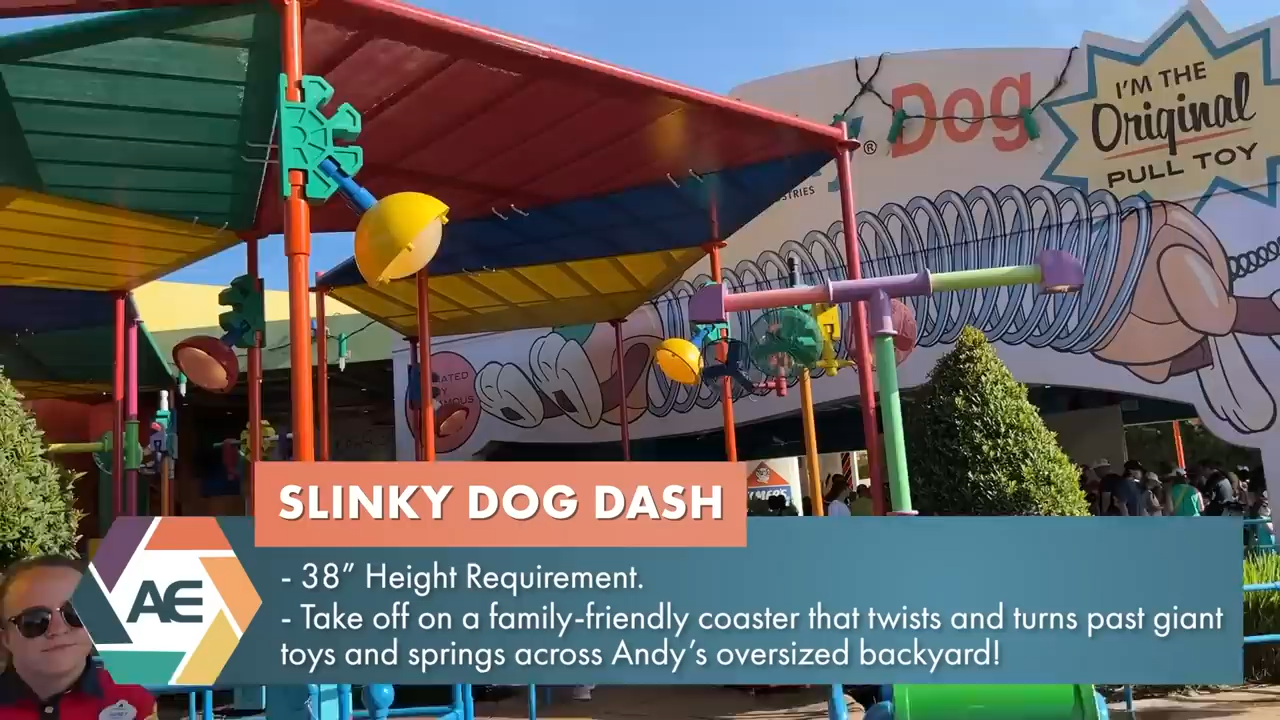 Dog
®
I'M THE
Original
PULL TOY
SLINKY DOG DASH
AE
- 38” Height Requirement.
- Take off on a family-friendly coaster that twists and turns past giant
toys and springs across Andy’s oversized backyard!